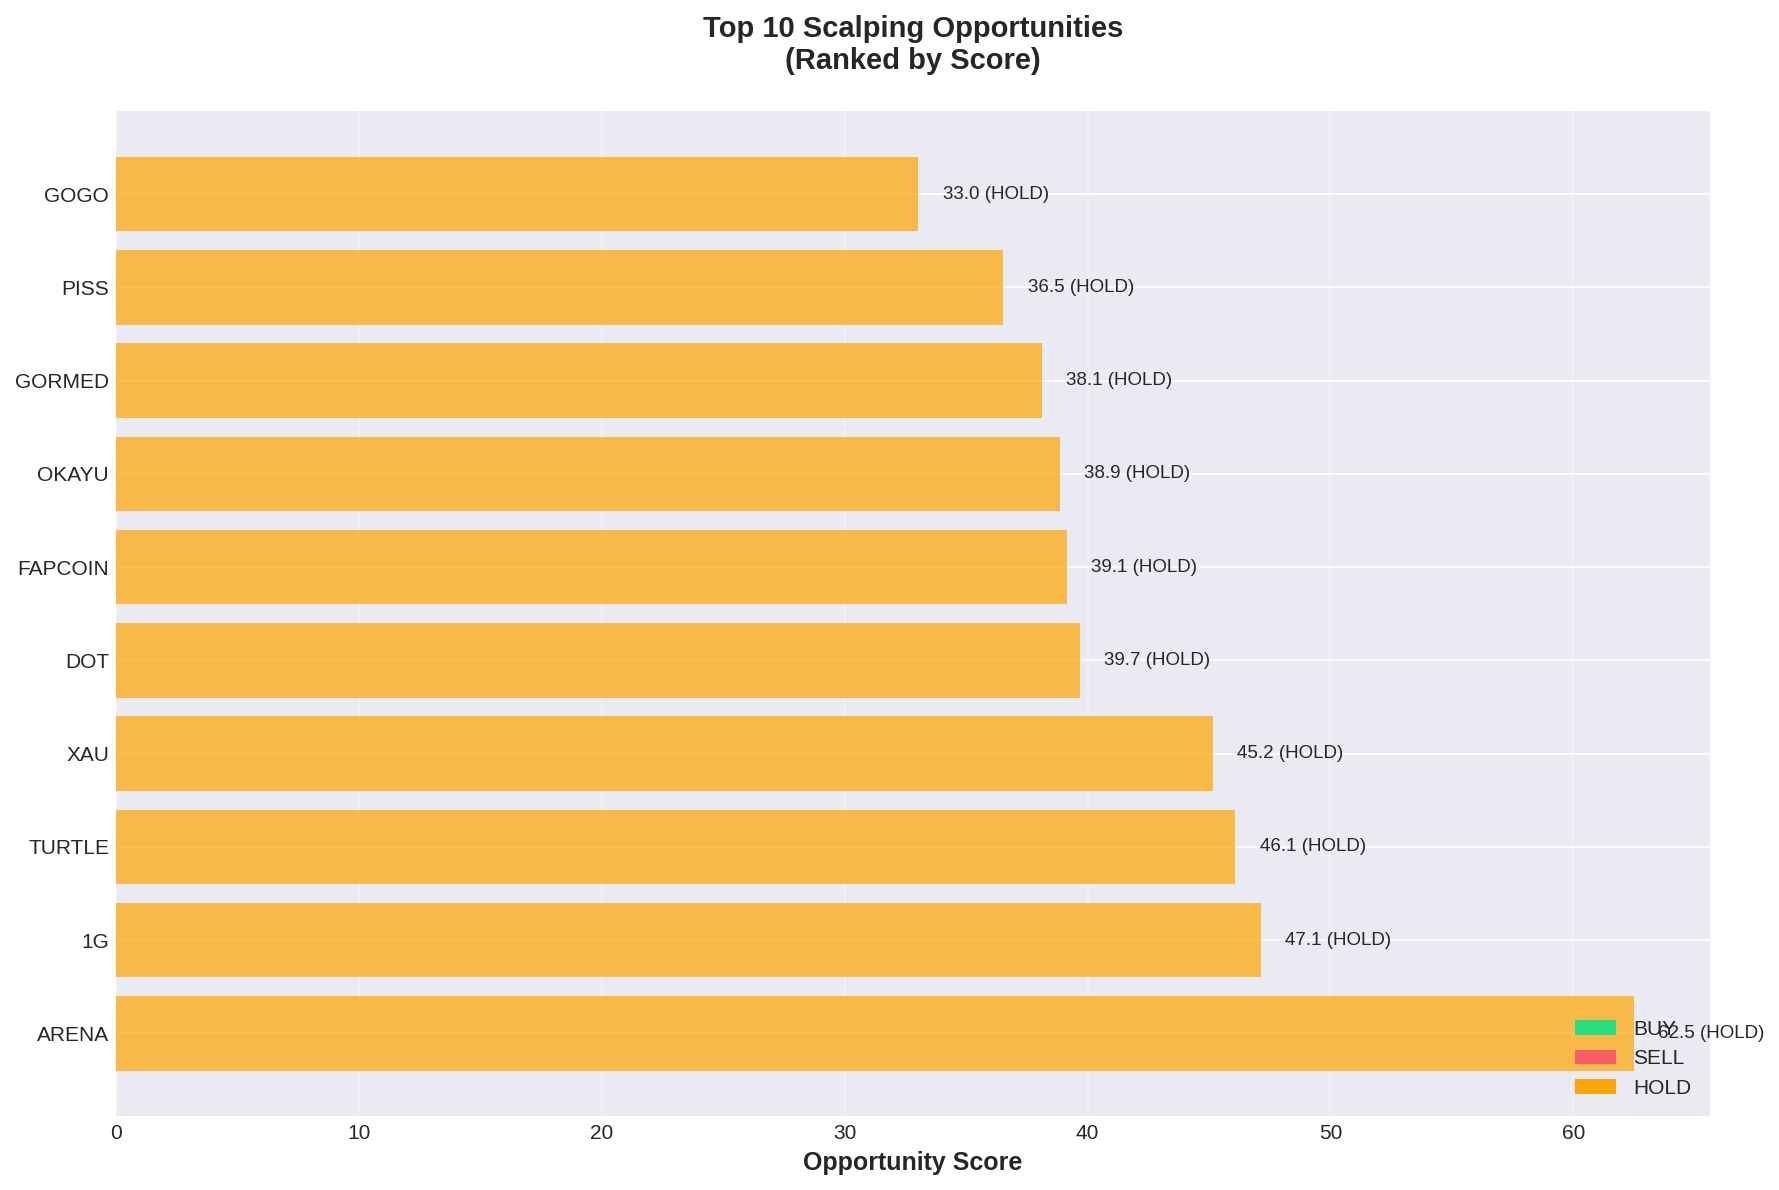 Top 10 Scalping Opportunities
(Ranked by Score)
GOGO 33.0 (HOLD)
PISS 36.5 (HOLD)
GORMED 38.1 (HOLD)
OKAYU 38.9 (HOLD)
FAPCOIN 39.1 (HOLD)
DOT 39.7 (HOLD)
XAU 45.2 (HOLD)
TURTLE 46.1 (HOLD)
1G 47.1 (HOLD)
ARENA 62.5 (HOLD)
BUY
SELL
HOLD
0 10 20 30 40 50 60
Opportunity Score